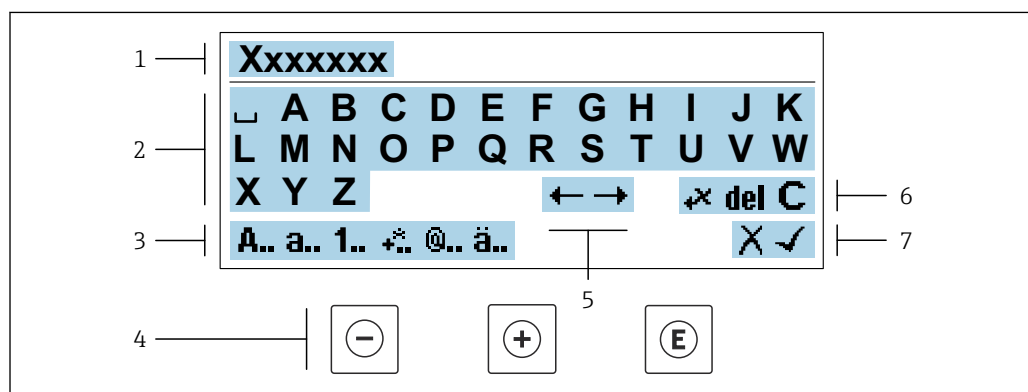 1 Xxxxxxx
2 ␣ A B C D E F G H I J K
L M N O P Q R S T U V W
X Y Z ← → ₊x del C 6
3 A.. a.. 1.. +*.. @.. ä.. X ✓ 7
5
4 − + E